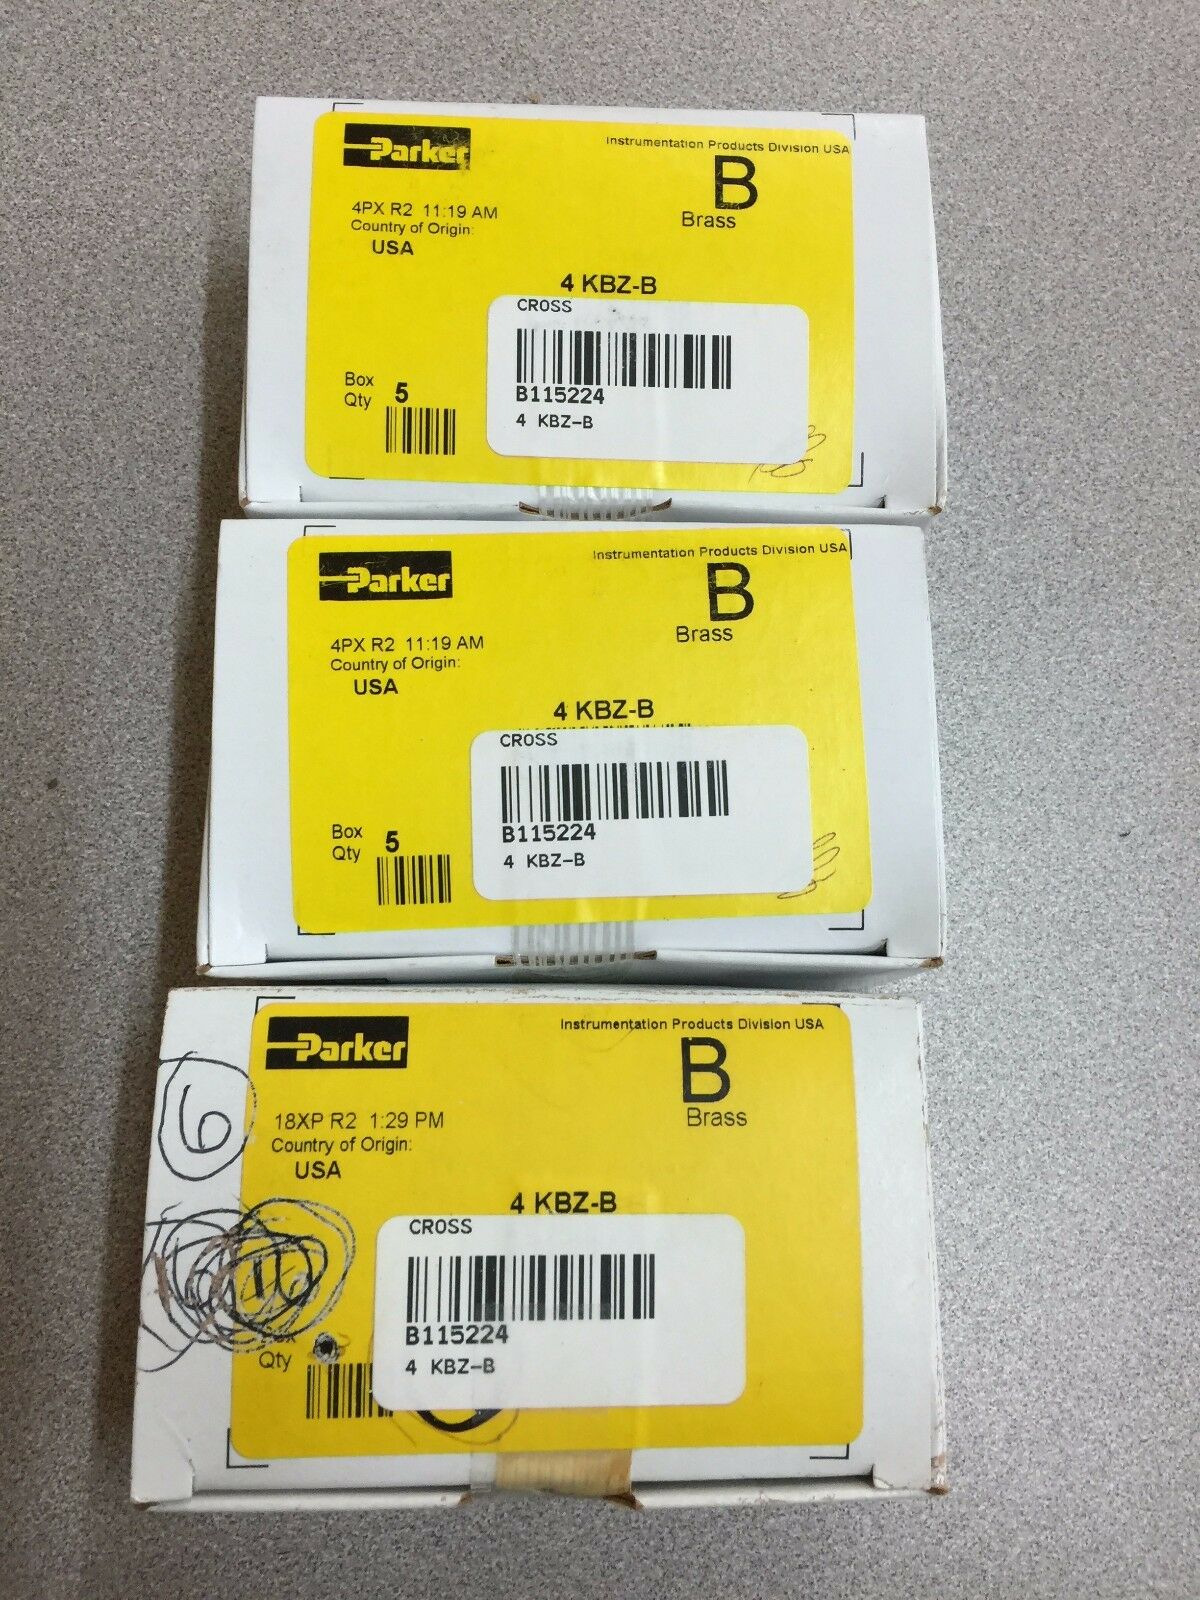 Parker
Instrumentation Products Division USA
B
Brass
4PX R2 11:19 AM
Country of Origin:
USA
4 KBZ-B
CROSS
B115224
4 KBZ-B
Box
Qty 5
Parker
Instrumentation Products Division USA
B
Brass
4PX R2 11:19 AM
Country of Origin:
USA
4 KBZ-B
CROSS
B115224
4 KBZ-B
Box
Qty 5
Parker
Instrumentation Products Division USA
B
Brass
6
18XP R2 1:29 PM
Country of Origin:
USA
4 KBZ-B
CROSS
B115224
4 KBZ-B
Qty